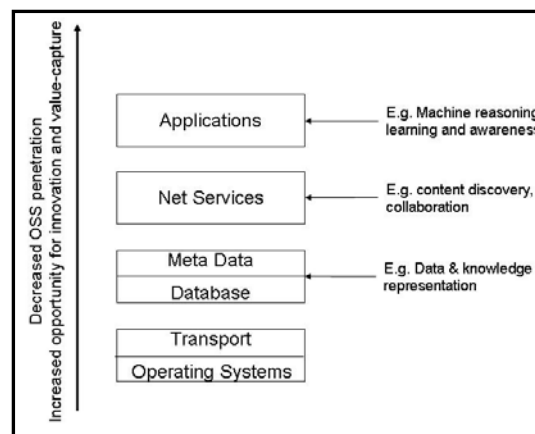 Decreased OSS penetration
Increased opportunity for innovation and value-capture
Applications
E.g. Machine reasoning
learning and awareness
Net Services
E.g. content discovery,
collaboration
Meta Data
Database
E.g. Data & knowledge
representation
Transport
Operating Systems